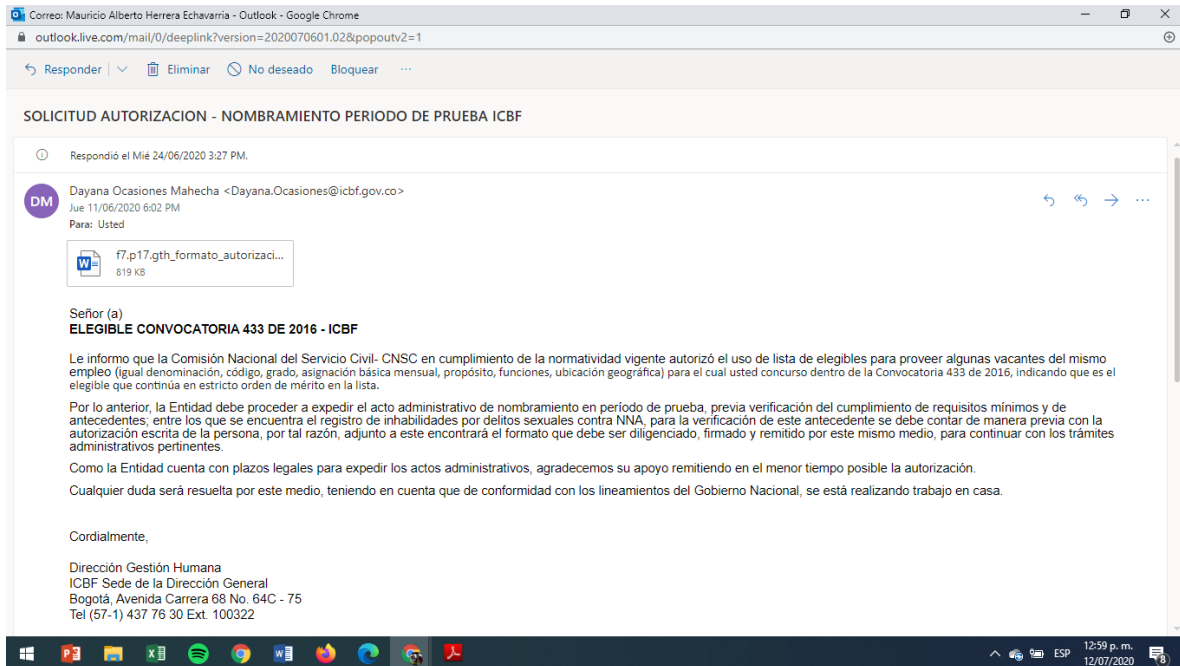 Correo: Mauricio Alberto Herrera Echavarria - Outlook - Google Chrome
outlook.live.com/mail/0/deeplink?version=2020070601.02&popoutv2=1
Responder Eliminar No deseado Bloquear ...
SOLICITUD AUTORIZACION - NOMBRAMIENTO PERIODO DE PRUEBA ICBF
Respondió el Mié 24/06/2020 3:27 PM.
DM
Dayana Ocasiones Mahecha <Dayana.Ocasiones@icbf.gov.co>
Jue 11/06/2020 6:02 PM
Para: Usted
f7.p17.gth_formato_autorizaci...
819 KB
Señor (a)
ELEGIBLE CONVOCATORIA 433 DE 2016 - ICBF
Le informo que la Comisión Nacional del Servicio Civil- CNSC en cumplimiento de la normatividad vigente autorizó el uso de lista de elegibles para proveer algunas vacantes del mismo
empleo (igual denominación, código, grado, asignación básica mensual, propósito, funciones, ubicación geográfica) para el cual usted concurso dentro de la Convocatoria 433 de 2016, indicando que es el
elegible que continúa en estricto orden de mérito en la lista.
Por lo anterior, la Entidad debe proceder a expedir el acto administrativo de nombramiento en período de prueba, previa verificación del cumplimiento de requisitos mínimos y de
antecedentes; entre los que se encuentra el registro de inhabilidades por delitos sexuales contra NNA, para la verificación de este antecedente se debe contar de manera previa con la
autorización escrita de la persona, por tal razón, adjunto a este encontrará el formato que debe ser diligenciado, firmado y remitido por este mismo medio, para continuar con los trámites
administrativos pertinentes.
Como la Entidad cuenta con plazos legales para expedir los actos administrativos, agradecemos su apoyo remitiendo en el menor tiempo posible la autorización.
Cualquier duda será resuelta por este medio, teniendo en cuenta que de conformidad con los lineamientos del Gobierno Nacional, se está realizando trabajo en casa.
Cordialmente,
Dirección Gestión Humana
ICBF Sede de la Dirección General
Bogotá, Avenida Carrera 68 No. 64C - 75
Tel (57-1) 437 76 30 Ext. 100322
ESP
12:59 p. m.
12/07/2020
8